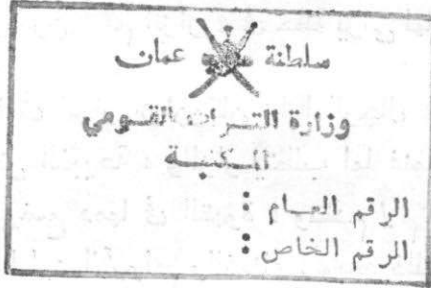 سلطنة عمان
وزارة التراث القومي
المكتبة
الرقم العام :
الرقم الخاص :